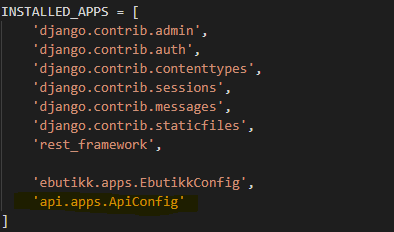 INSTALLED_APPS = [
'django.contrib.admin',
'django.contrib.auth',
'django.contrib.contenttypes',
'django.contrib.sessions',
'django.contrib.messages',
'django.contrib.staticfiles',
'rest_framework',
'ebutikk.apps.EbutikkConfig',
'api.apps.ApiConfig'
]